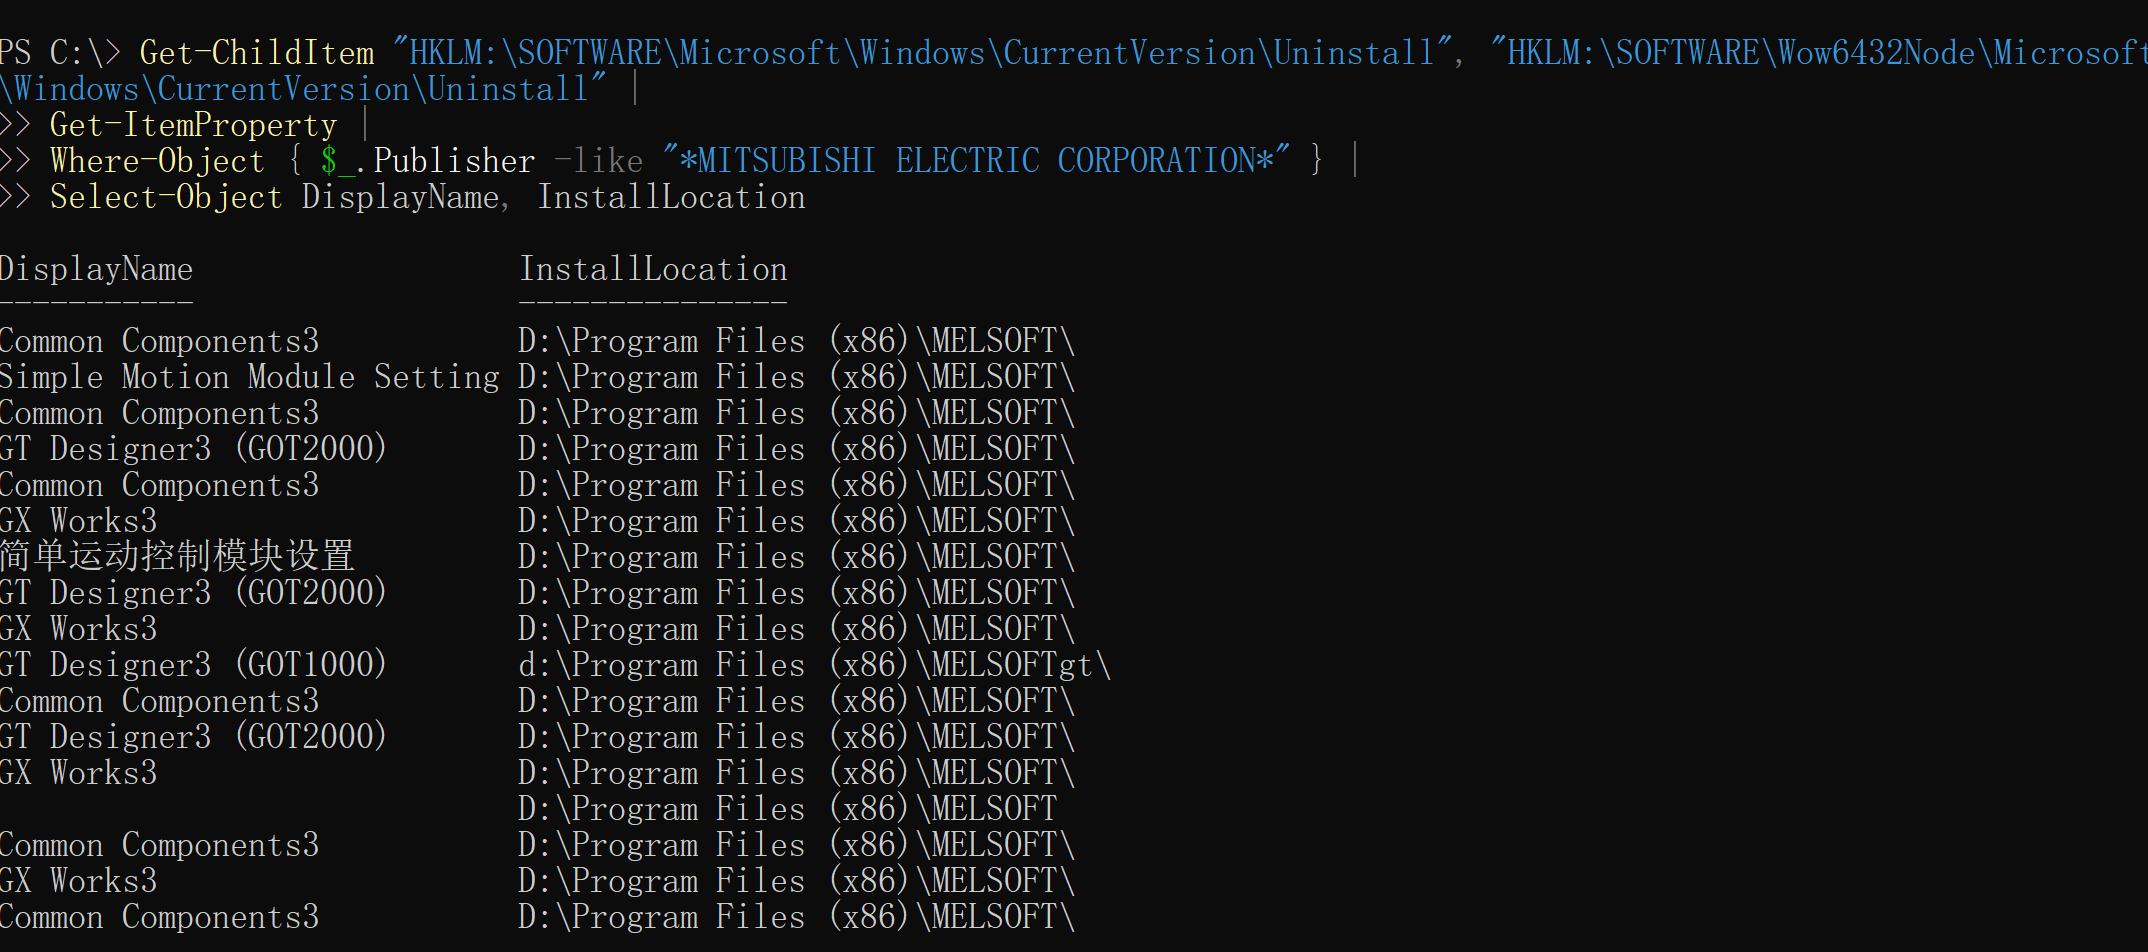 PS C:\> Get-ChildItem "HKLM:\SOFTWARE\Microsoft\Windows\CurrentVersion\Uninstall", "HKLM:\SOFTWARE\Wow6432Node\Microsoft
\Windows\CurrentVersion\Uninstall" |
>> Get-ItemProperty |
>> Where-Object { $_.Publisher -like "*MITSUBISHI ELECTRIC CORPORATION*" } |
>> Select-Object DisplayName, InstallLocation
DisplayName InstallLocation
----------- ---------------
Common Components3 D:\Program Files (x86)\MELSOFT\
Simple Motion Module Setting D:\Program Files (x86)\MELSOFT\
Common Components3 D:\Program Files (x86)\MELSOFT\
GT Designer3 (GOT2000) D:\Program Files (x86)\MELSOFT\
Common Components3 D:\Program Files (x86)\MELSOFT\
GX Works3 D:\Program Files (x86)\MELSOFT\
简单运动控制模块设置 D:\Program Files (x86)\MELSOFT\
GT Designer3 (GOT2000) D:\Program Files (x86)\MELSOFT\
GX Works3 D:\Program Files (x86)\MELSOFT\
GT Designer3 (GOT1000) d:\Program Files (x86)\MELSOFTgt\
Common Components3 D:\Program Files (x86)\MELSOFT\
GT Designer3 (GOT2000) D:\Program Files (x86)\MELSOFT\
GX Works3 D:\Program Files (x86)\MELSOFT\
D:\Program Files (x86)\MELSOFT
Common Components3 D:\Program Files (x86)\MELSOFT\
GX Works3 D:\Program Files (x86)\MELSOFT\
Common Components3 D:\Program Files (x86)\MELSOFT\